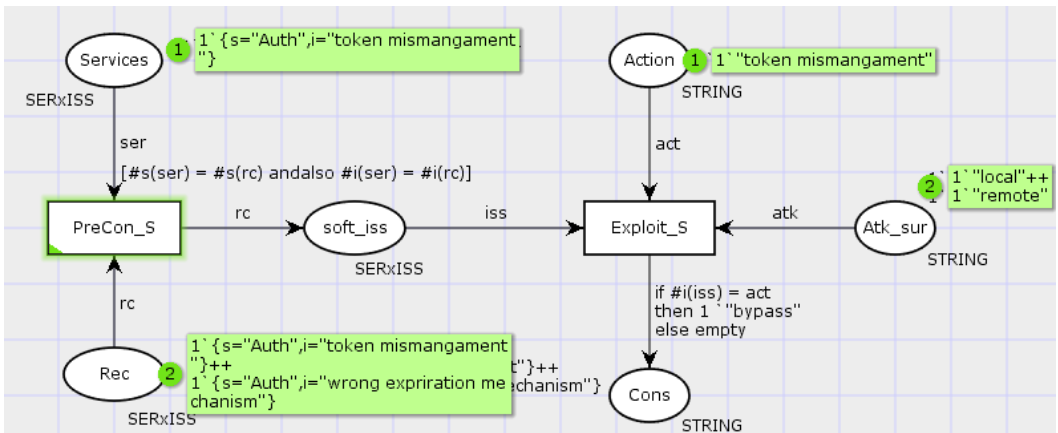 Services
1
1`{s="Auth",i="token mismangament
"}
SERxISS
Action
1
1`"token mismangament"
STRING
ser
act
[#s(ser) = #s(rc) andalso #i(ser) = #i(rc)]
2
1`"local"++
1`"remote"
PreCon_S
rc
soft_iss
iss
Exploit_S
atk
Atk_sur
SERxISS
STRING
rc
if #i(iss) = act
then 1`"bypass"
else empty
Rec
2
1`{s="Auth",i="token mismangament
"}++
1`{s="Auth",i="wrong expriration me
chanism"}
"}++
echanism"}
SERxISS
Cons
STRING